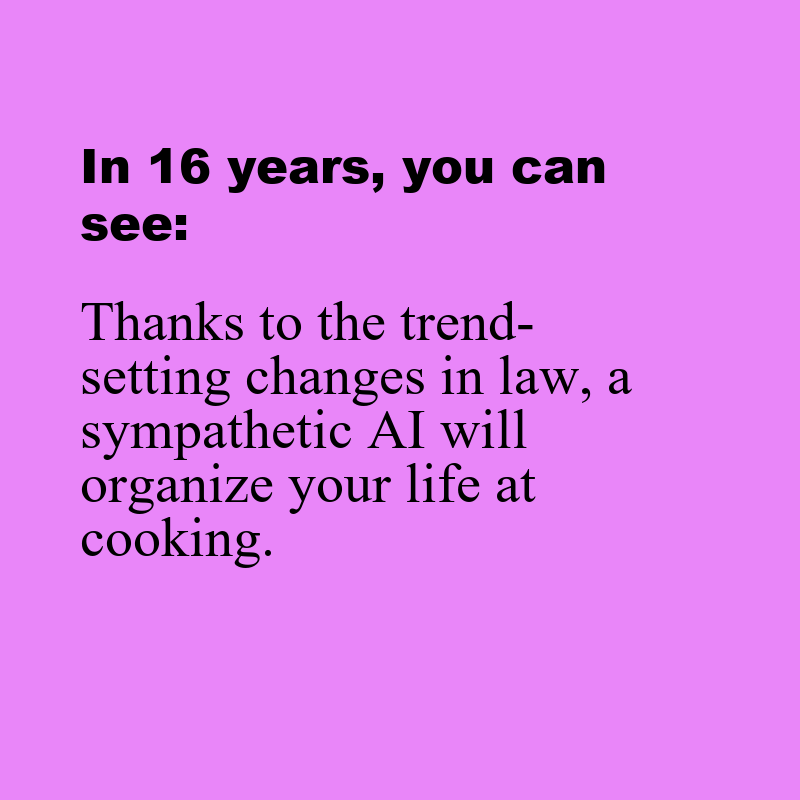 In 16 years, you can
see:
Thanks to the trend-
setting changes in law, a
sympathetic AI will
organize your life at
cooking.